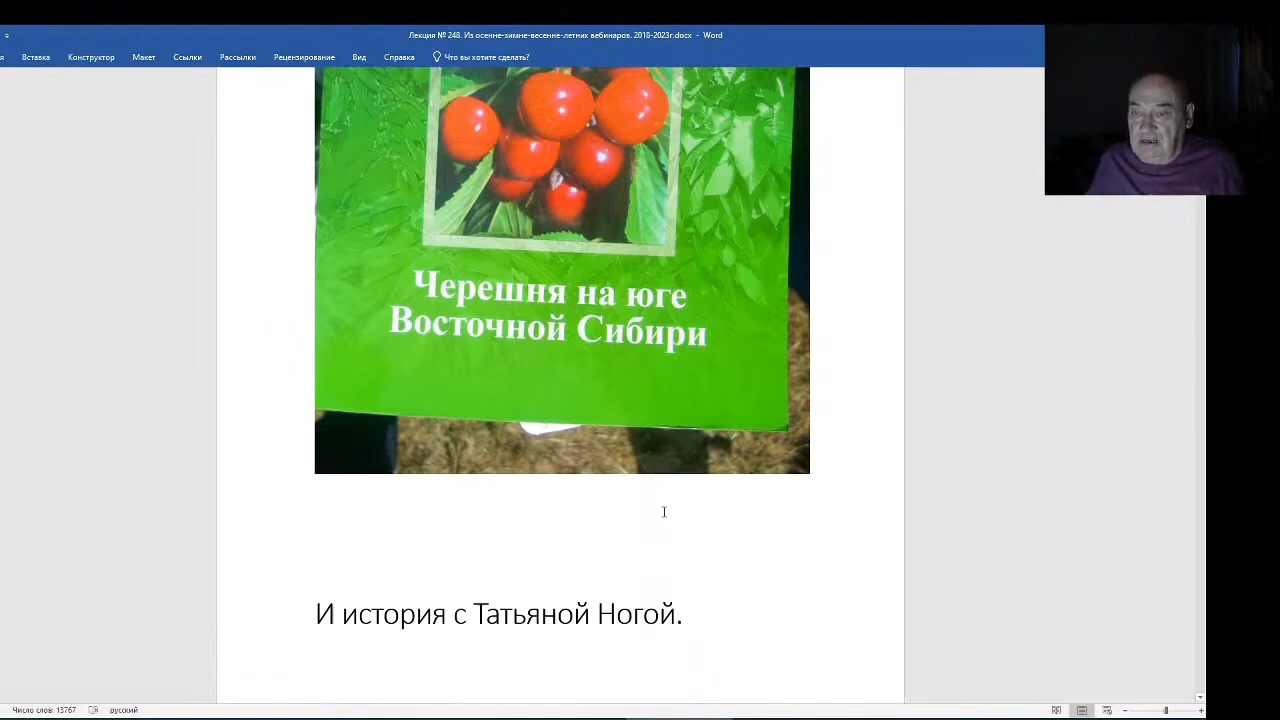 Лекция № 248. Из осенне-зимне-весенне-летних вебинаров. 2018-2023г.docx - Word
я Вставка Конструктор Макет Ссылки Рассылки Рецензирование Вид Справка Что вы хотите сделать?
Черешня на юге
Восточной Сибири
И история с Татьяной Ногой.
Число слов: 13767 русский